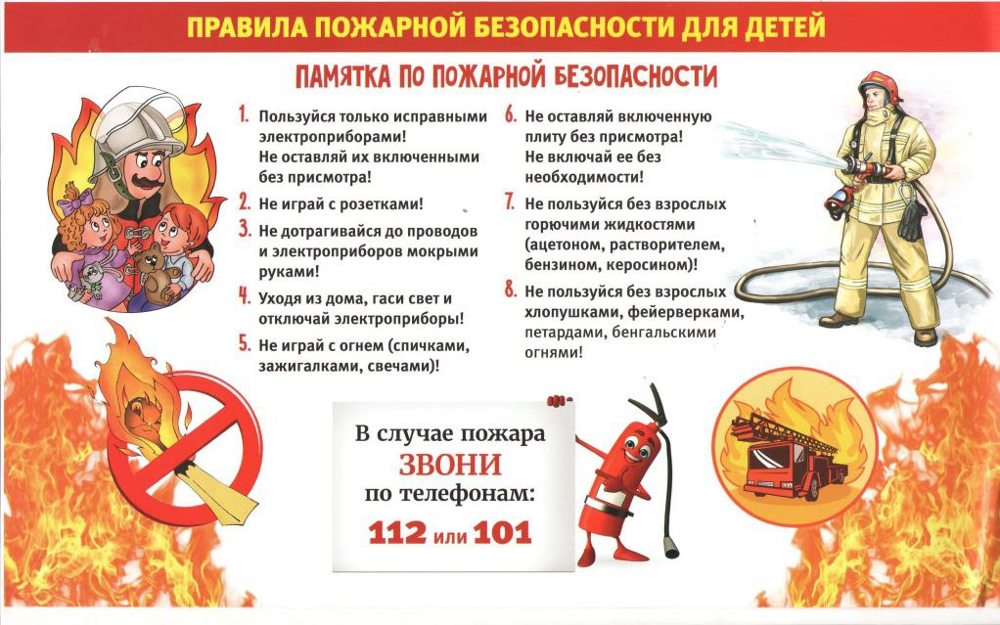 ПРАВИЛА ПОЖАРНОЙ БЕЗОПАСНОСТИ ДЛЯ ДЕТЕЙ
ПАМЯТКА ПО ПОЖАРНОЙ БЕЗОПАСНОСТИ
1. Пользуйся только исправными
электроприборами!
Не оставляй их включенными
без присмотра!
2. Не играй с розетками!
3. Не дотрагивайся до проводов
и электроприборов мокрыми
руками!
4. Уходя из дома, гаси свет и
отключай электроприборы!
5. Не играй с огнем (спичками,
зажигалками, свечами)!
6. Не оставляй включенную
плиту без присмотра!
Не включай ее без
необходимости!
7. Не пользуйся без взрослых
горючими жидкостями
(ацетоном, растворителем,
бензином, керосином)!
8. Не пользуйся без взрослых
хлопушками, фейерверками,
петардами, бенгальскими
огнями!
В случае пожара
ЗВОНИ
по телефонам:
112 или 101